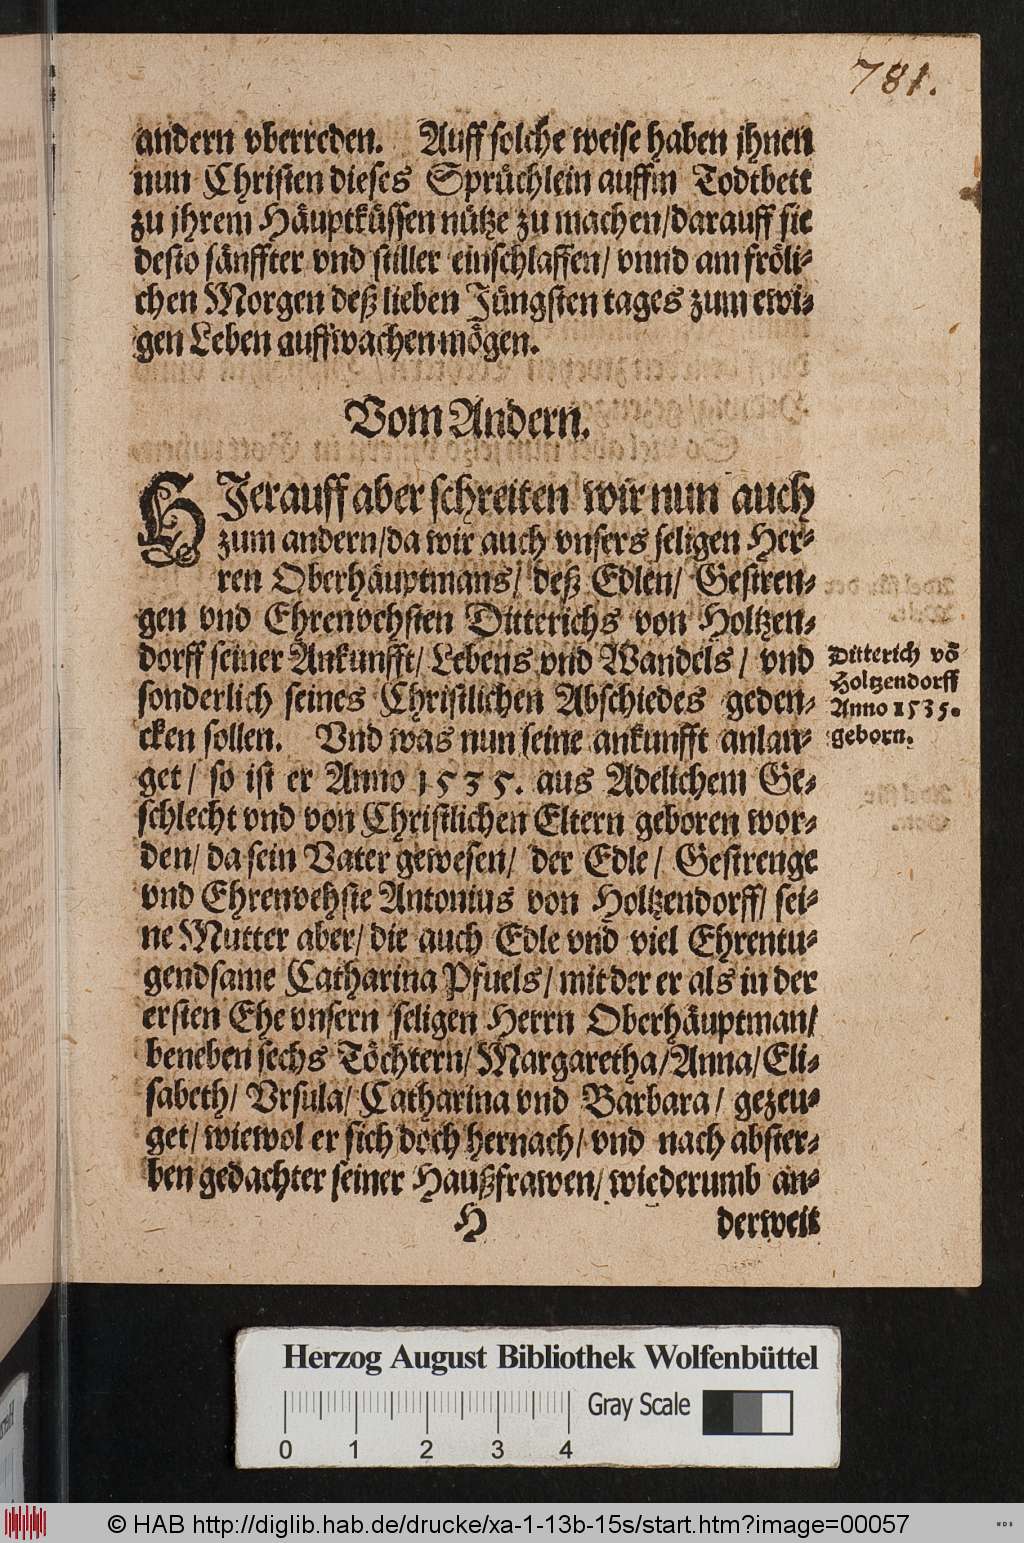 781.
andern vberreden. Auff solche weise haben jhnen
nun Christen dieses Sprüchlein auffm Todtbett
zu jhrem Häuptküssen nütze zu machen/darauff sie
desto sänffter vnd stiller einschlaffen/ vnnd am fröli-
chen Morgen deß lieben Jüngsten tages zum ewi-
gen Leben auffwachen mögen.
Vom Andern.
HJerauff aber schreiten wir nun auch
zum andern/da wir auch vnsers seligen Her-
ren Oberhäuptmans/ deß Edlen/ Gestren-
gen vnd Ehrenvehsten Ditterichs von Holtzen-
dorff seiner Ankunfft/ Lebens vnd Wandels/ vnd
sonderlich seines Christlichen Abschiedes geden-
cken sollen. Vnd was nun seine ankunfft anlan-
get/ so ist er Anno 1535. aus Adelichem Ge-
schlecht vnd von Christlichen Eltern geboren wor-
den/ da sein Vater gewesen/ der Edle/ Gestrenge
vnd Ehrenvehste Antonius von Holtzendorff/ sei-
ne Mutter aber/ die auch Edle vnd viel Ehrentu-
gendsame Catharina Pfuels/ mit der er als in der
ersten Ehe vnsern seligen Herrn Oberhäuptman/
beneben sechs Töchtern/ Margaretha/ Anna/ Eli-
sabeth/ Vrsula/ Catharina vnd Barbara/ gezeu-
get/ wiewol er sich doch hernach/ vnd nach abster-
ben gedachter seiner Haußfrawen/ wiederumb an-
H derweit
Ditterich võ
Holtzendorff
Anno 1535.
geborn.
Herzog August Bibliothek Wolfenbüttel
Gray Scale
0 1 2 3 4
© HAB http://diglib.hab.de/drucke/xa-1-13b-15s/start.htm?image=00057
WDB